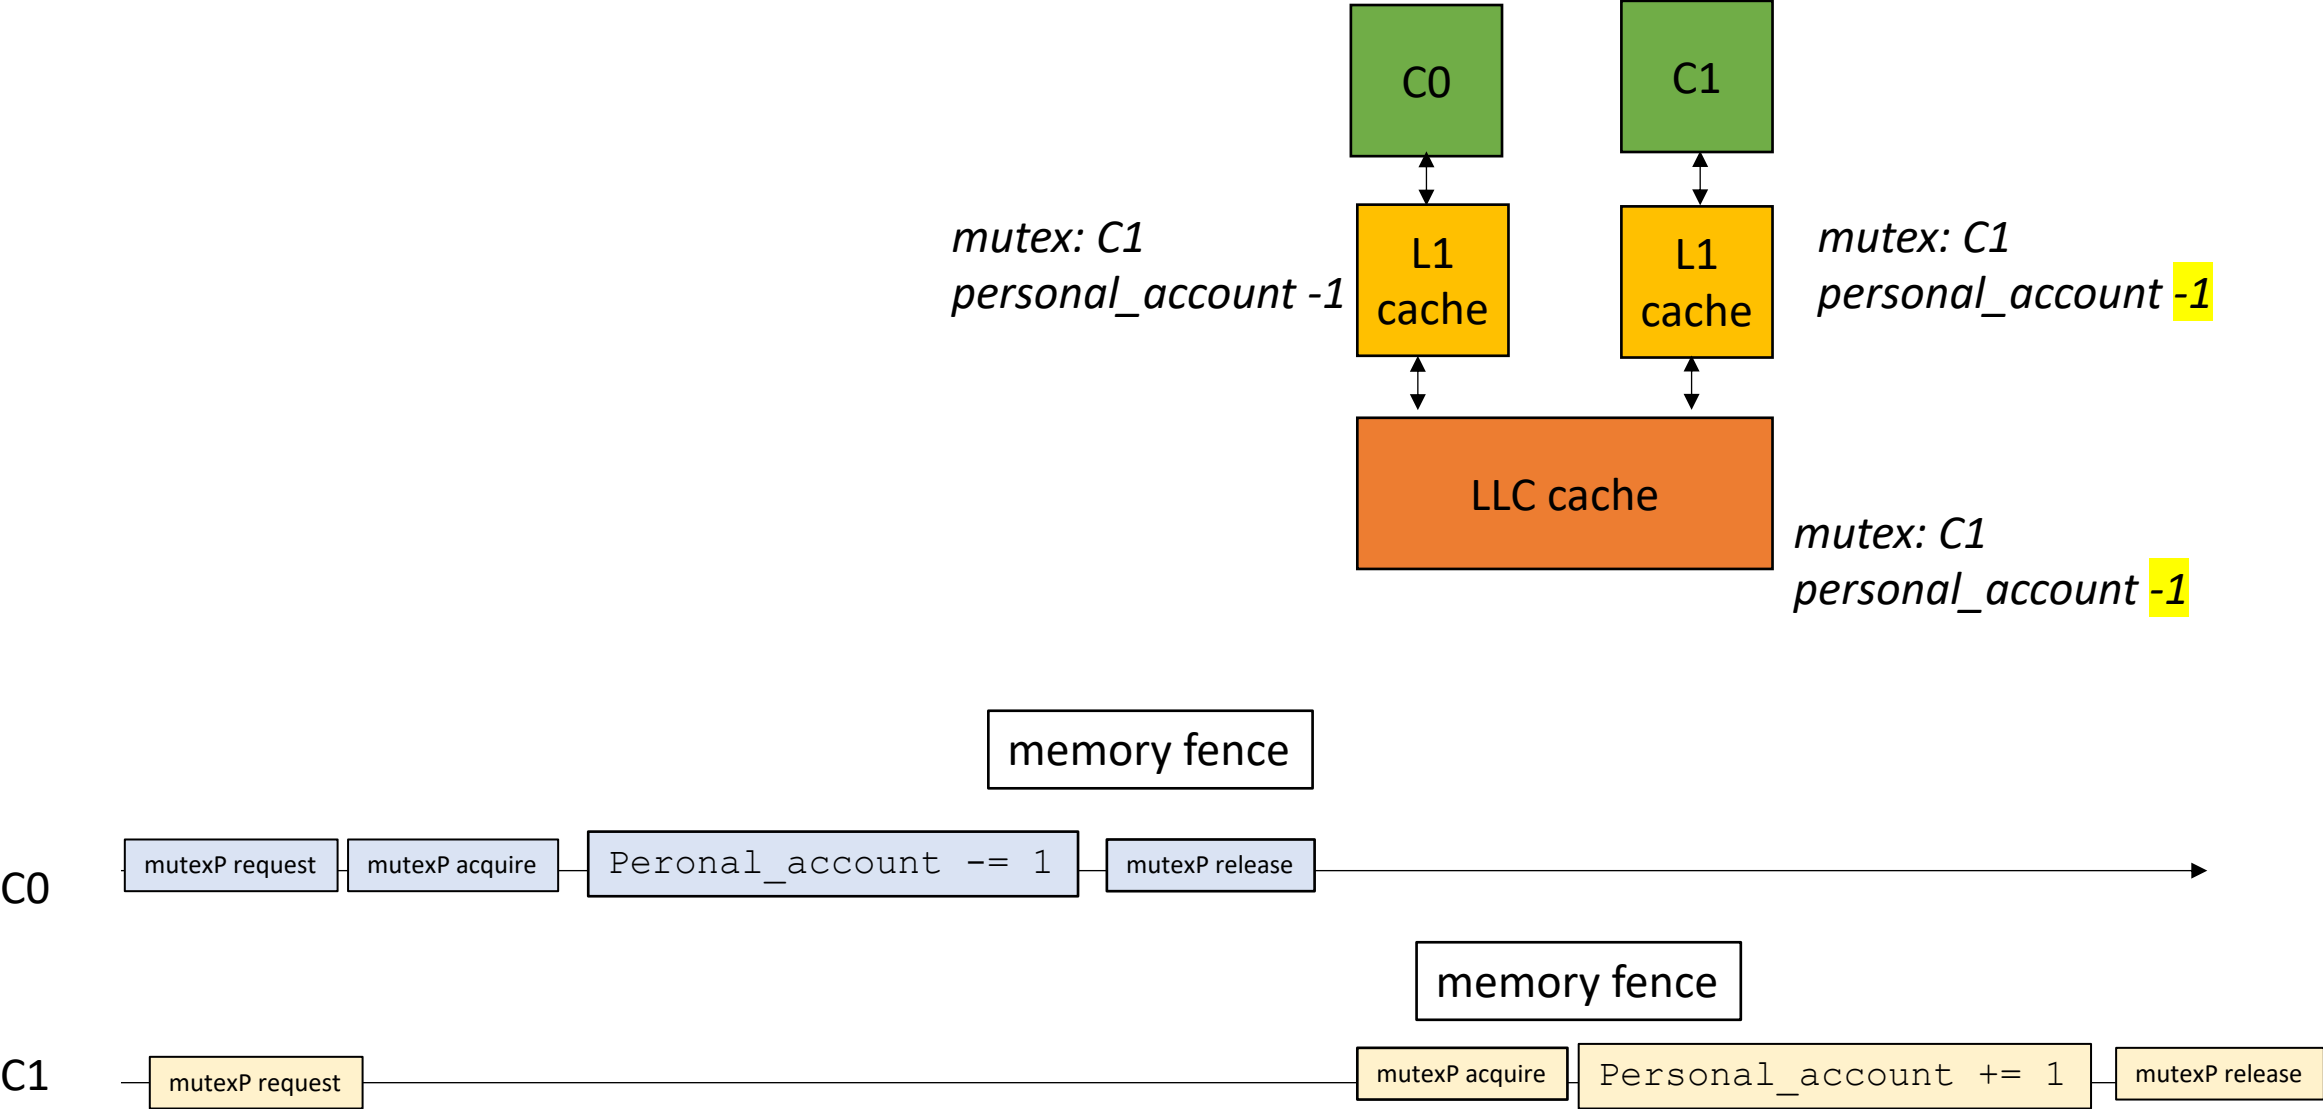 C0
C1
mutex: C1
personal_account -1
L1
cache
L1
cache
mutex: C1
personal_account -1
LLC cache
mutex: C1
personal_account -1
memory fence
C0
mutexP request
mutexP acquire
Peronal_account -= 1
mutexP release
memory fence
C1
mutexP request
mutexP acquire
Personal_account += 1
mutexP release